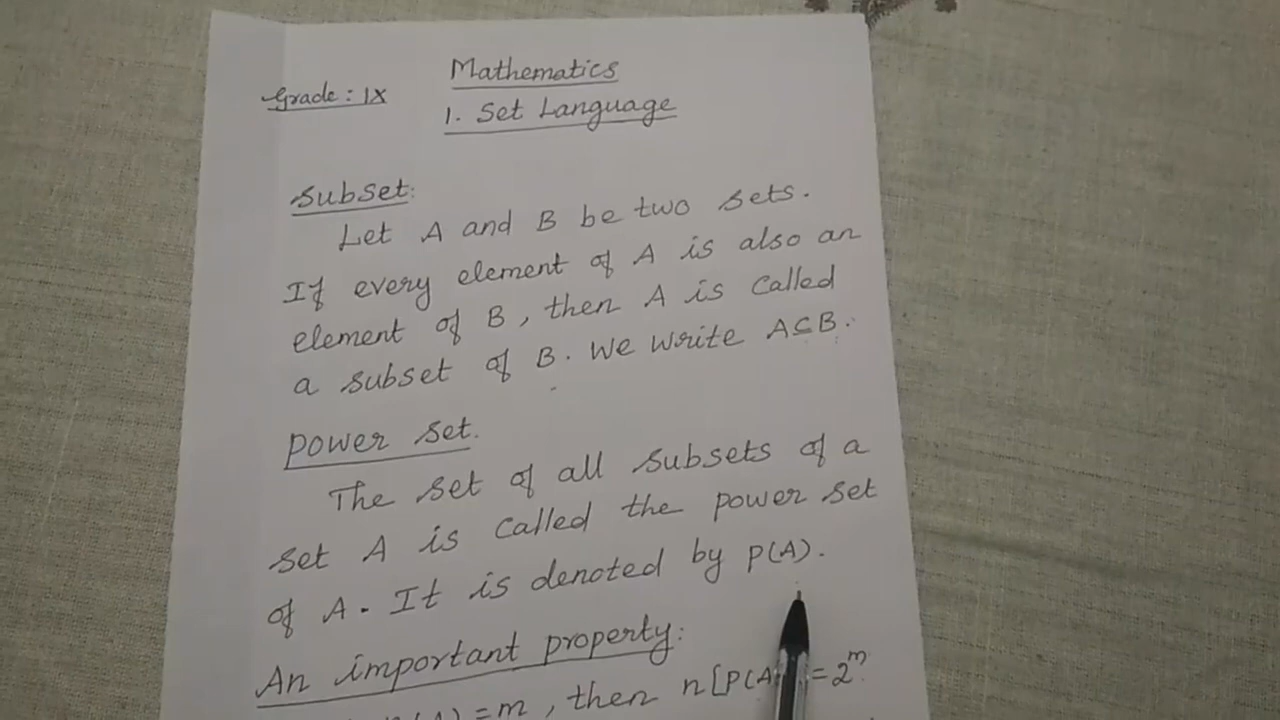 Mathematics
Grade: IX
1. Set Language
Subset:
Let A and B be two sets.
If every element of A is also an
element of B, then A is called
a subset of B. We write A⊆B.
power set.
The set of all subsets of a
set A is called the power set
of A. It is denoted by P(A).
An important property:
=m, then n[P(A =2^m